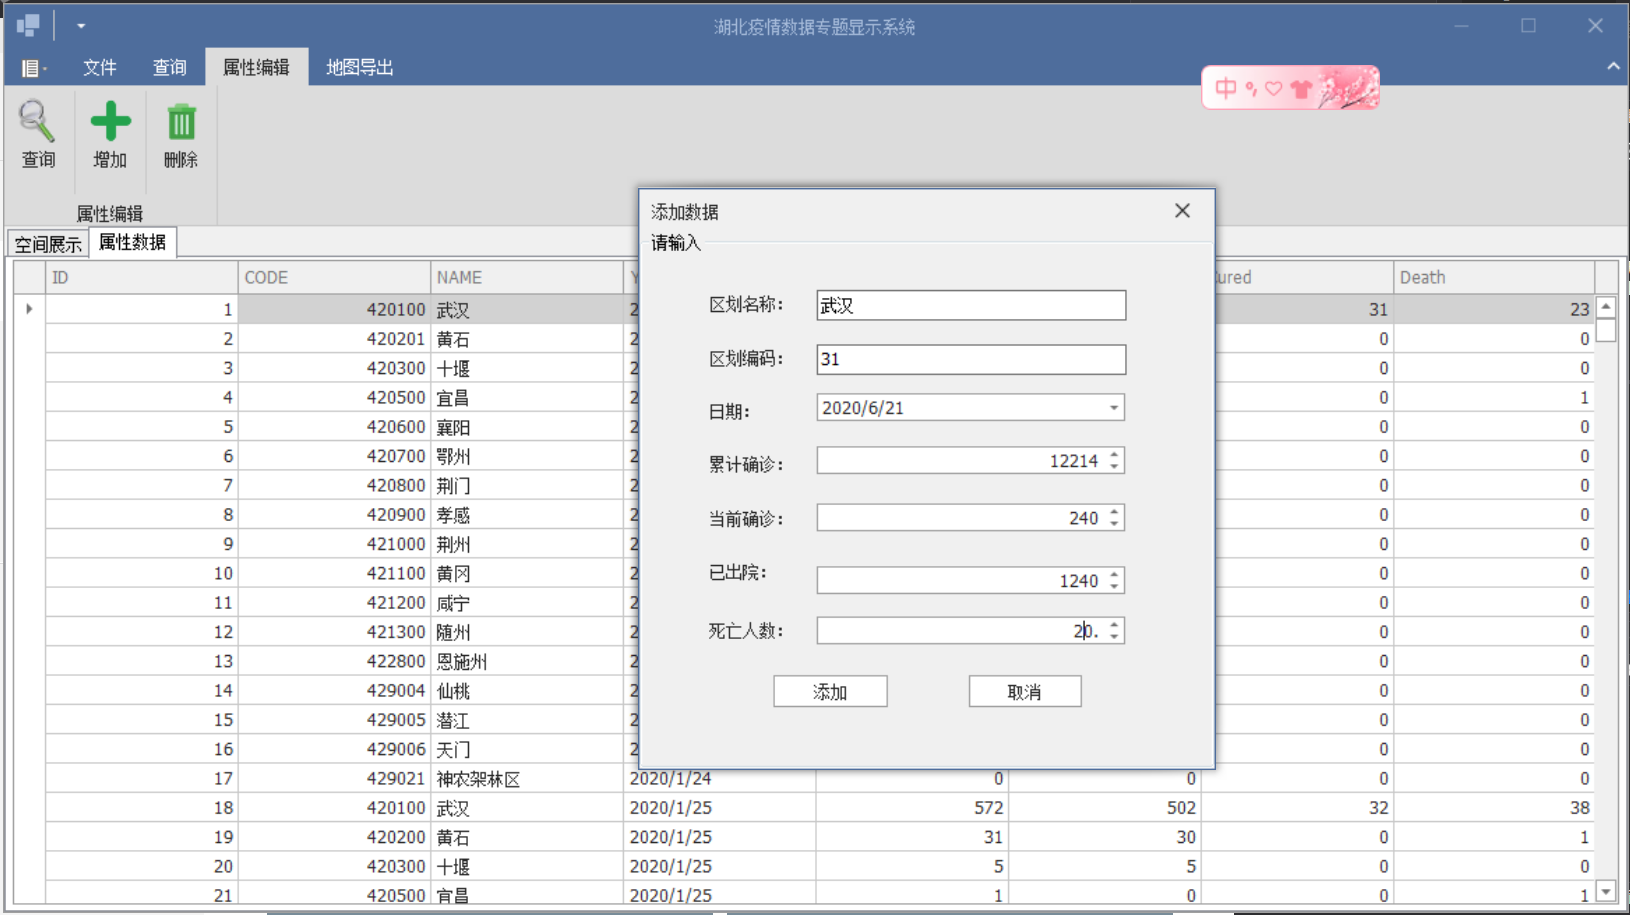 湖北疫情数据专题显示系统
文件 查询 属性编辑 地图导出
中
查询 增加 删除
属性编辑
空间展示 属性数据
添加数据
请输入
区划名称： 武汉
区划编码： 31
日期： 2020/6/21
累计确诊： 12214
当前确诊： 240
已出院： 1240
死亡人数： 20.
添加 取消
ID CODE NAME Death
1 420100 武汉 2 31 23
2 420201 黄石 2 0 0
3 420300 十堰 2 0 0
4 420500 宜昌 2 0 1
5 420600 襄阳 2 0 0
6 420700 鄂州 2 0 0
7 420800 荆门 2 0 0
8 420900 孝感 2 0 0
9 421000 荆州 2 0 0
10 421100 黄冈 2 0 0
11 421200 咸宁 2 0 0
12 421300 随州 2 0 0
13 422800 恩施州 2 0 0
14 429004 仙桃 2 0 0
15 429005 潜江 2 0 0
16 429006 天门 2 0 0
17 429021 神农架林区 2020/1/24 0 0 0 0
18 420100 武汉 2020/1/25 572 502 32 38
19 420200 黄石 2020/1/25 31 30 0 1
20 420300 十堰 2020/1/25 5 5 0 0
21 420500 宜昌 2020/1/25 1 0 0 1